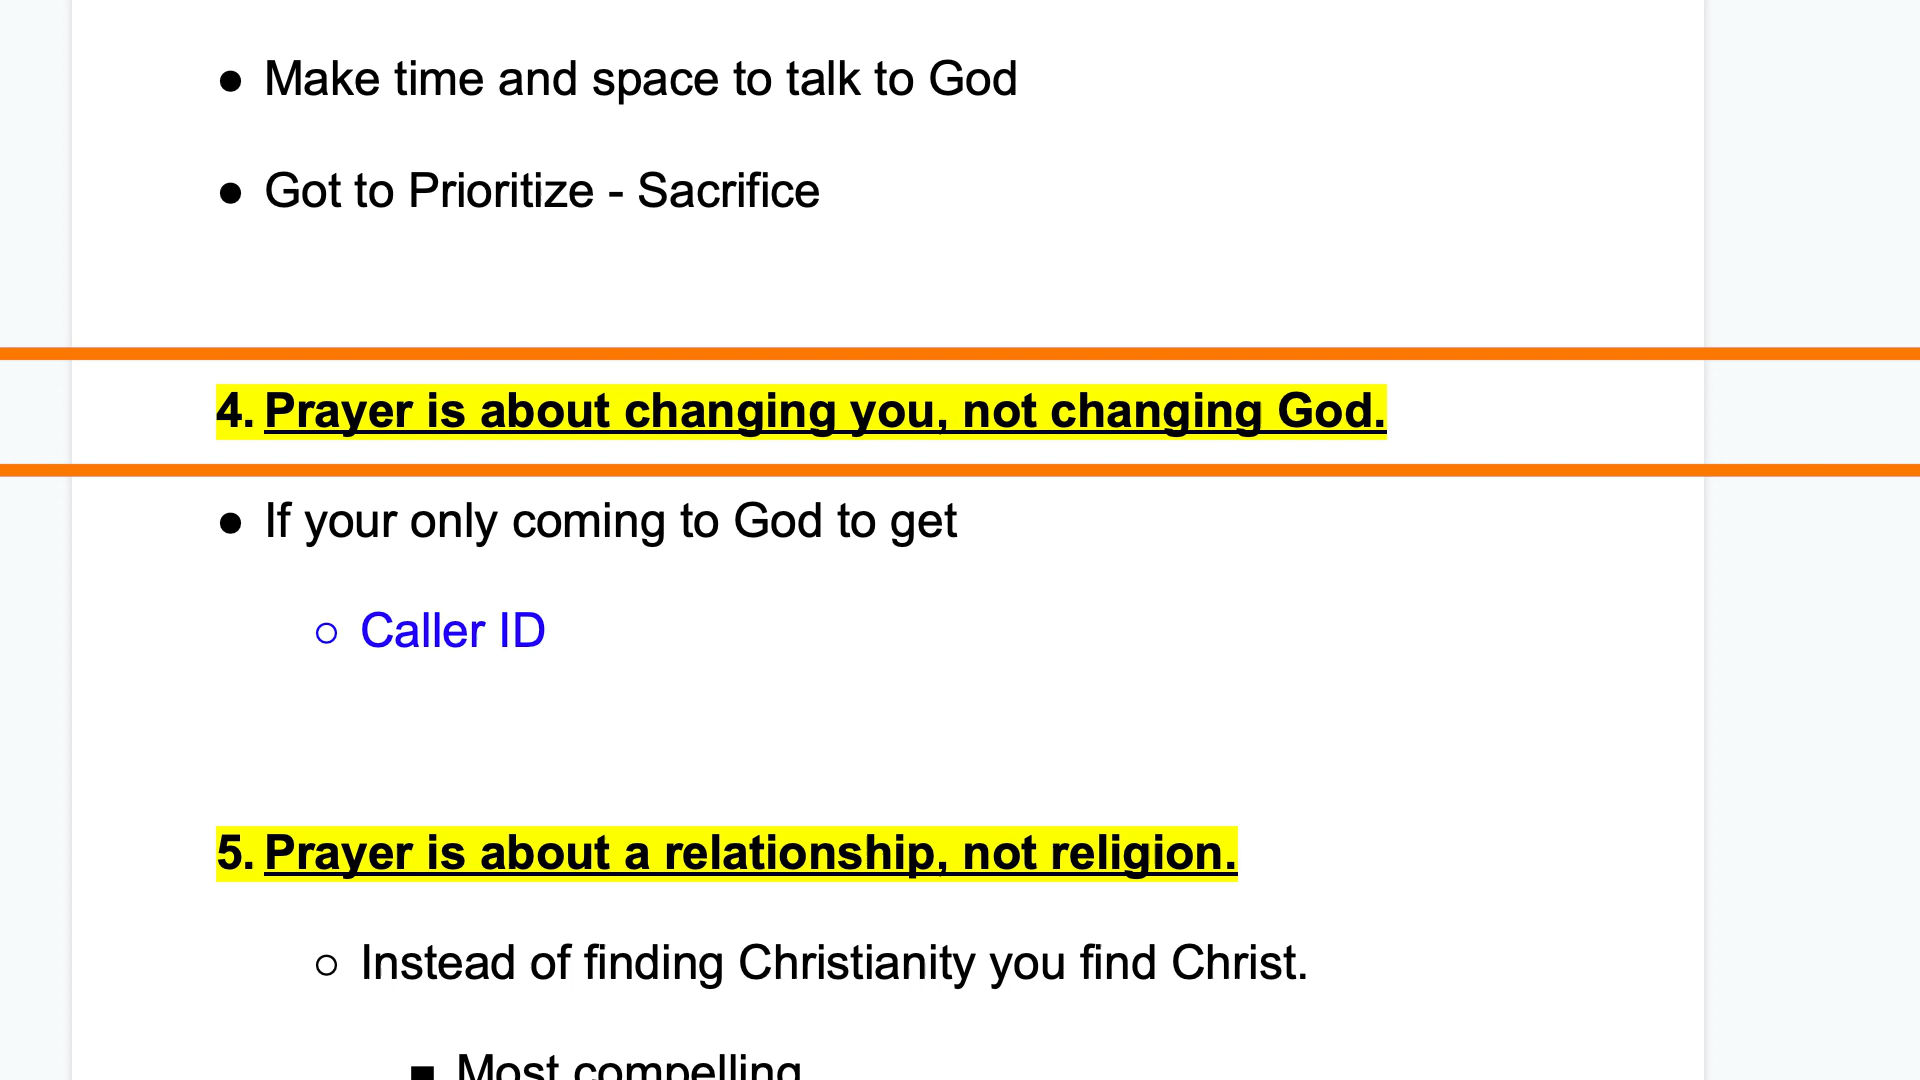 ● Make time and space to talk to God
● Got to Prioritize - Sacrifice
4. Prayer is about changing you, not changing God.
● If your only coming to God to get
○ Caller ID
5. Prayer is about a relationship, not religion.
○ Instead of finding Christianity you find Christ.
■ Most compelling